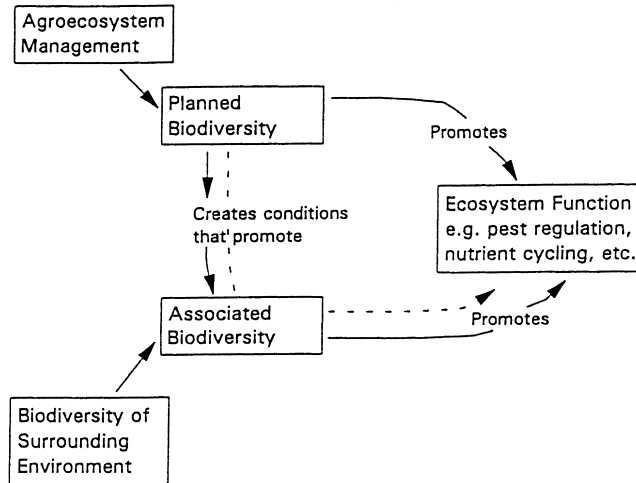 Agroecosystem
Management
Planned
Biodiversity
Promotes
Creates conditions
that promote
Ecosystem Function
e.g. pest regulation,
nutrient cycling, etc.
Associated
Biodiversity
Promotes
Biodiversity of
Surrounding
Environment